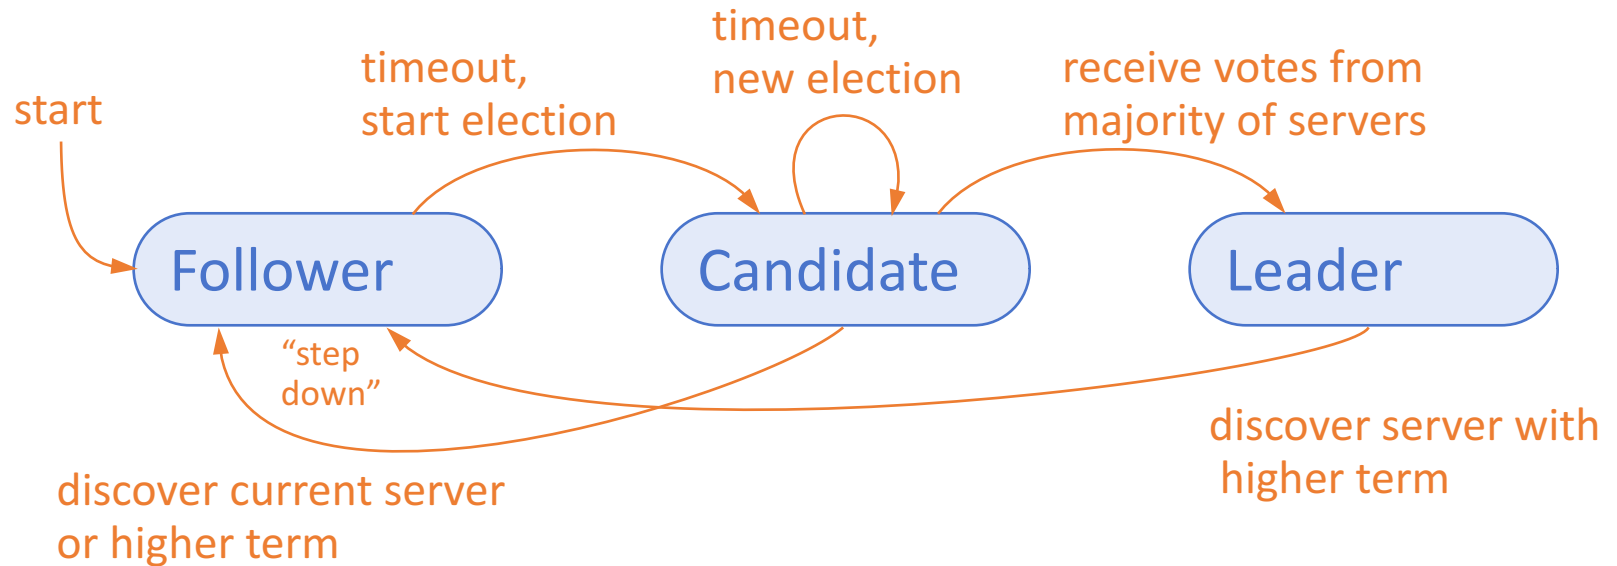 start
timeout,
start election
timeout,
new election
receive votes from
majority of servers
Follower
Candidate
Leader
“step
down”
discover current server
or higher term
discover server with
higher term